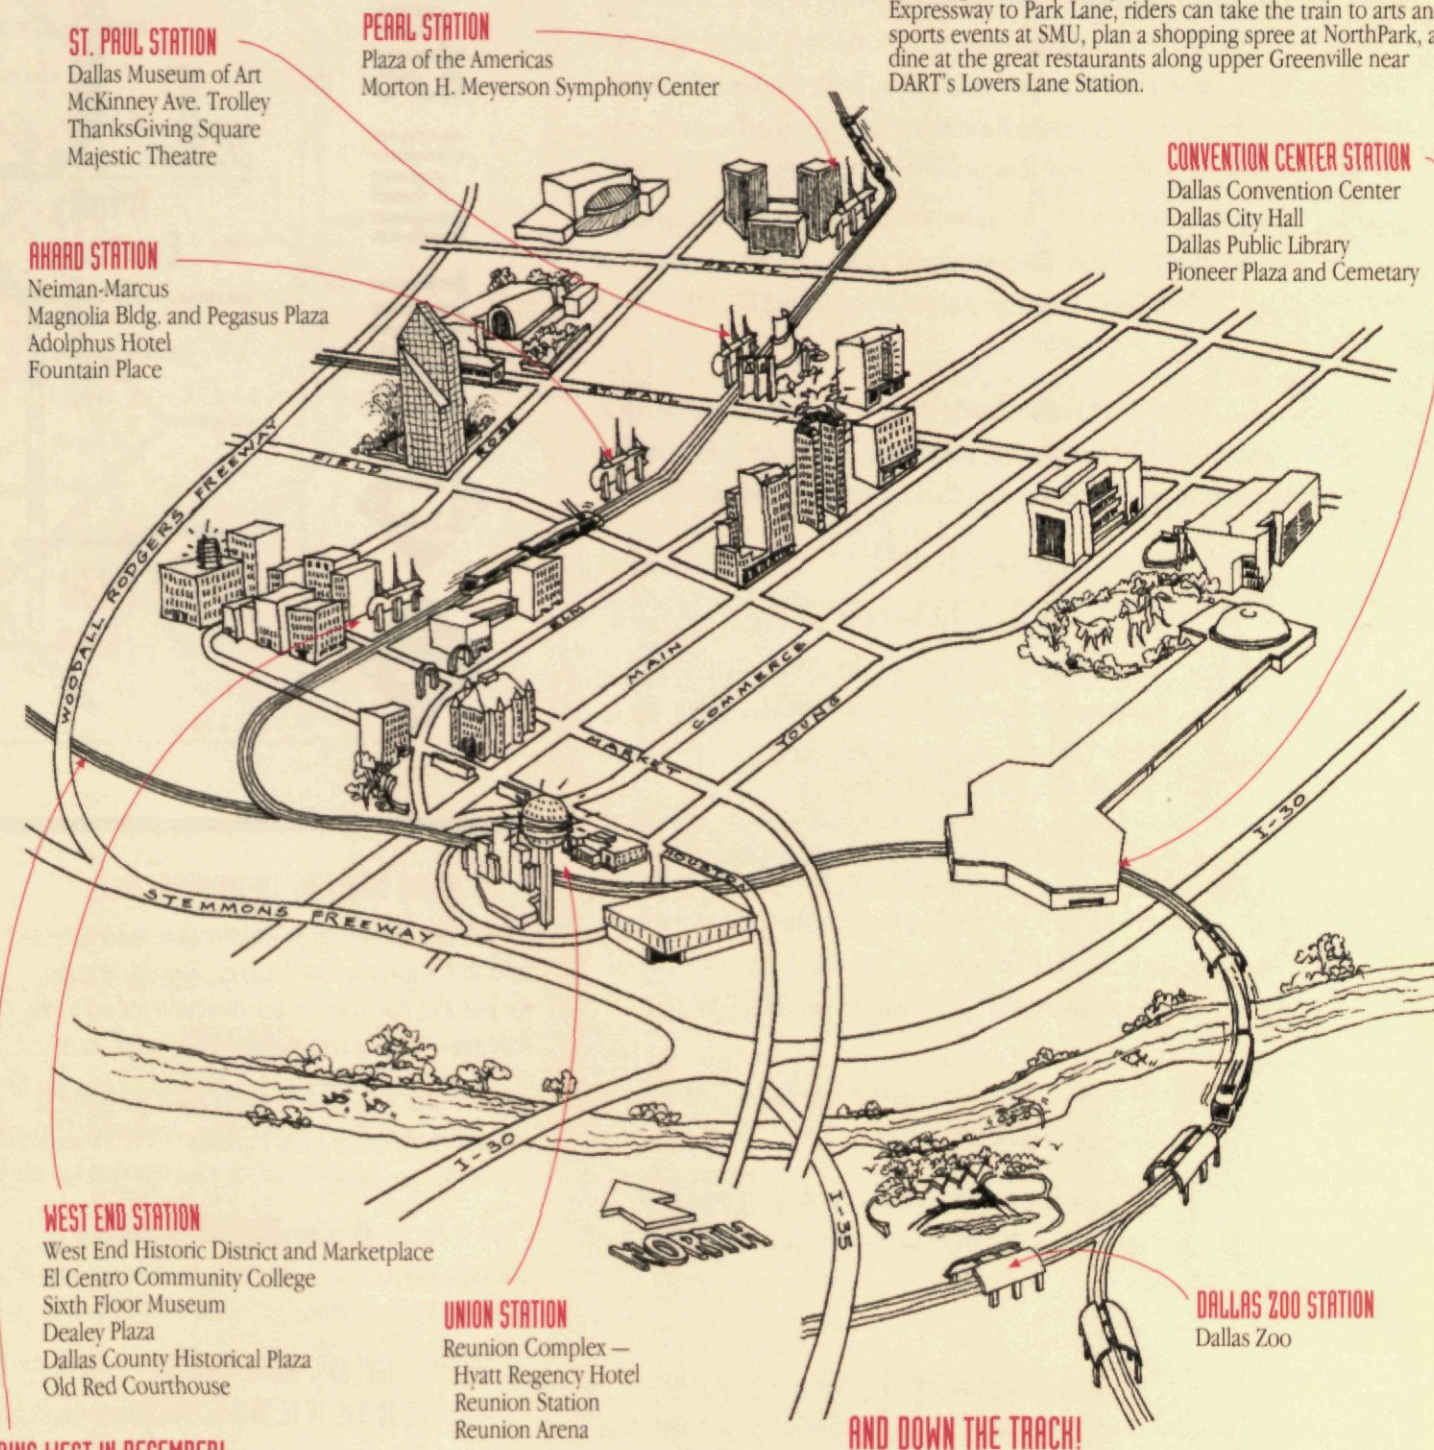 Expressway to Park Lane, riders can take the train to arts an
sports events at SMU, plan a shopping spree at NorthPark, a
dine at the great restaurants along upper Greenville near
DART's Lovers Lane Station.
ST. PAUL STATION
Dallas Museum of Art
McKinney Ave. Trolley
ThanksGiving Square
Majestic Theatre
PEARL STATION
Plaza of the Americas
Morton H. Meyerson Symphony Center
CONVENTION CENTER STATION
Dallas Convention Center
Dallas City Hall
Dallas Public Library
Pioneer Plaza and Cemetary
AKARD STATION
Neiman-Marcus
Magnolia Bldg. and Pegasus Plaza
Adolphus Hotel
Fountain Place
PEARL
ST. PAUL
ROSS
FIELD
WOODALL RODGERS FREEWAY
ELM
MAIN
COMMERCE
YOUNG
MARKET
HOUSTON
I-30
STEMMONS FREEWAY
I-30
I-35
NORTH
WEST END STATION
West End Historic District and Marketplace
El Centro Community College
Sixth Floor Museum
Dealey Plaza
Dallas County Historical Plaza
Old Red Courthouse
UNION STATION
Reunion Complex —
Hyatt Regency Hotel
Reunion Station
Reunion Arena
DALLAS ZOO STATION
Dallas Zoo
WEST IN DECEMBER!
AND DOWN THE TRACK!